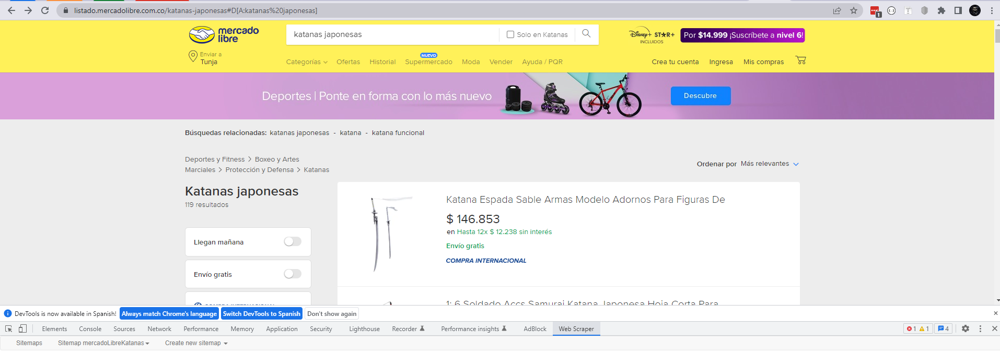 listado.mercadolibre.com.co/katanas-japonesas#D[A:katanas%20japonesas]
1
mercado
libre
katanas japonesas
Solo en Katanas
Disney+ STAR+
INCLUIDOS
Por $14.999 ¡Suscríbete a nivel 6!
Enviar a
Tunja
NUEVO
Categorías Ofertas Historial Supermercado Moda Vender Ayuda / PQR
Crea tu cuenta Ingresa Mis compras
Deportes | Ponte en forma con lo más nuevo
Descubre
Búsquedas relacionadas: katanas japonesas - katana - katana funcional
Deportes y Fitness > Boxeo y Artes
Marciales > Protección y Defensa > Katanas
Ordenar por Más relevantes
Katanas japonesas
119 resultados
Llegan mañana
Envío gratis
COMPRA INTERNACIONAL
Katana Espada Sable Armas Modelo Adornos Para Figuras De
$ 146.853
en Hasta 12x $ 12.238 sin interés
Envío gratis
COMPRA INTERNACIONAL
1: 6 Soldado Accs Samurai Katana Japonesa Hoja Corta Para
DevTools is now available in Spanish! Always match Chrome's language Switch DevTools to Spanish Don't show again
Elements Console Sources Network Performance Memory Application Security Lighthouse Recorder Performance insights AdBlock Web Scraper 1 1 4
Sitemaps Sitemap mercadoLibreKatanas Create new sitemap